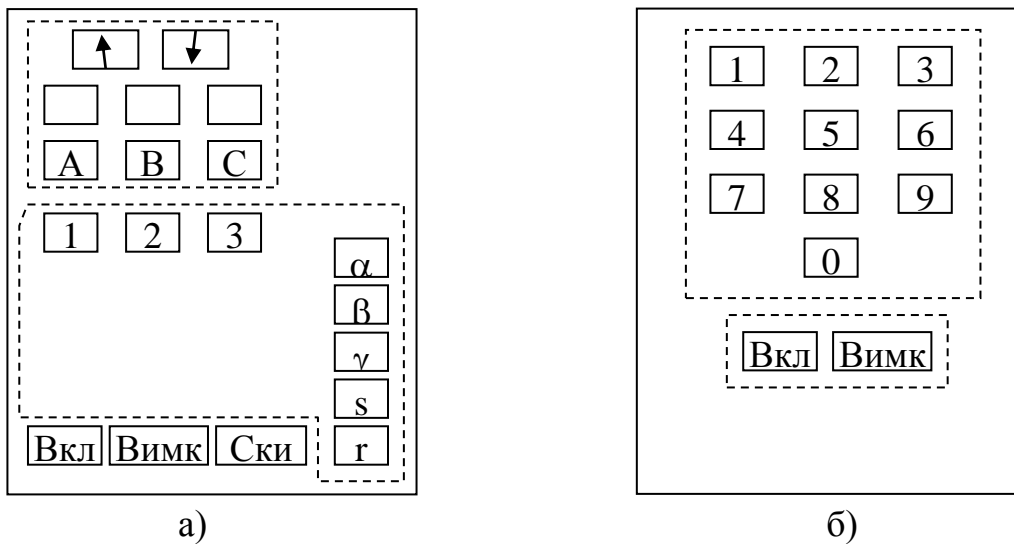 A B C
1 2 3
α
β
γ
s
Вкл Вимк Ски r
а)
1 2 3
4 5 6
7 8 9
0
Вкл Вимк
б)